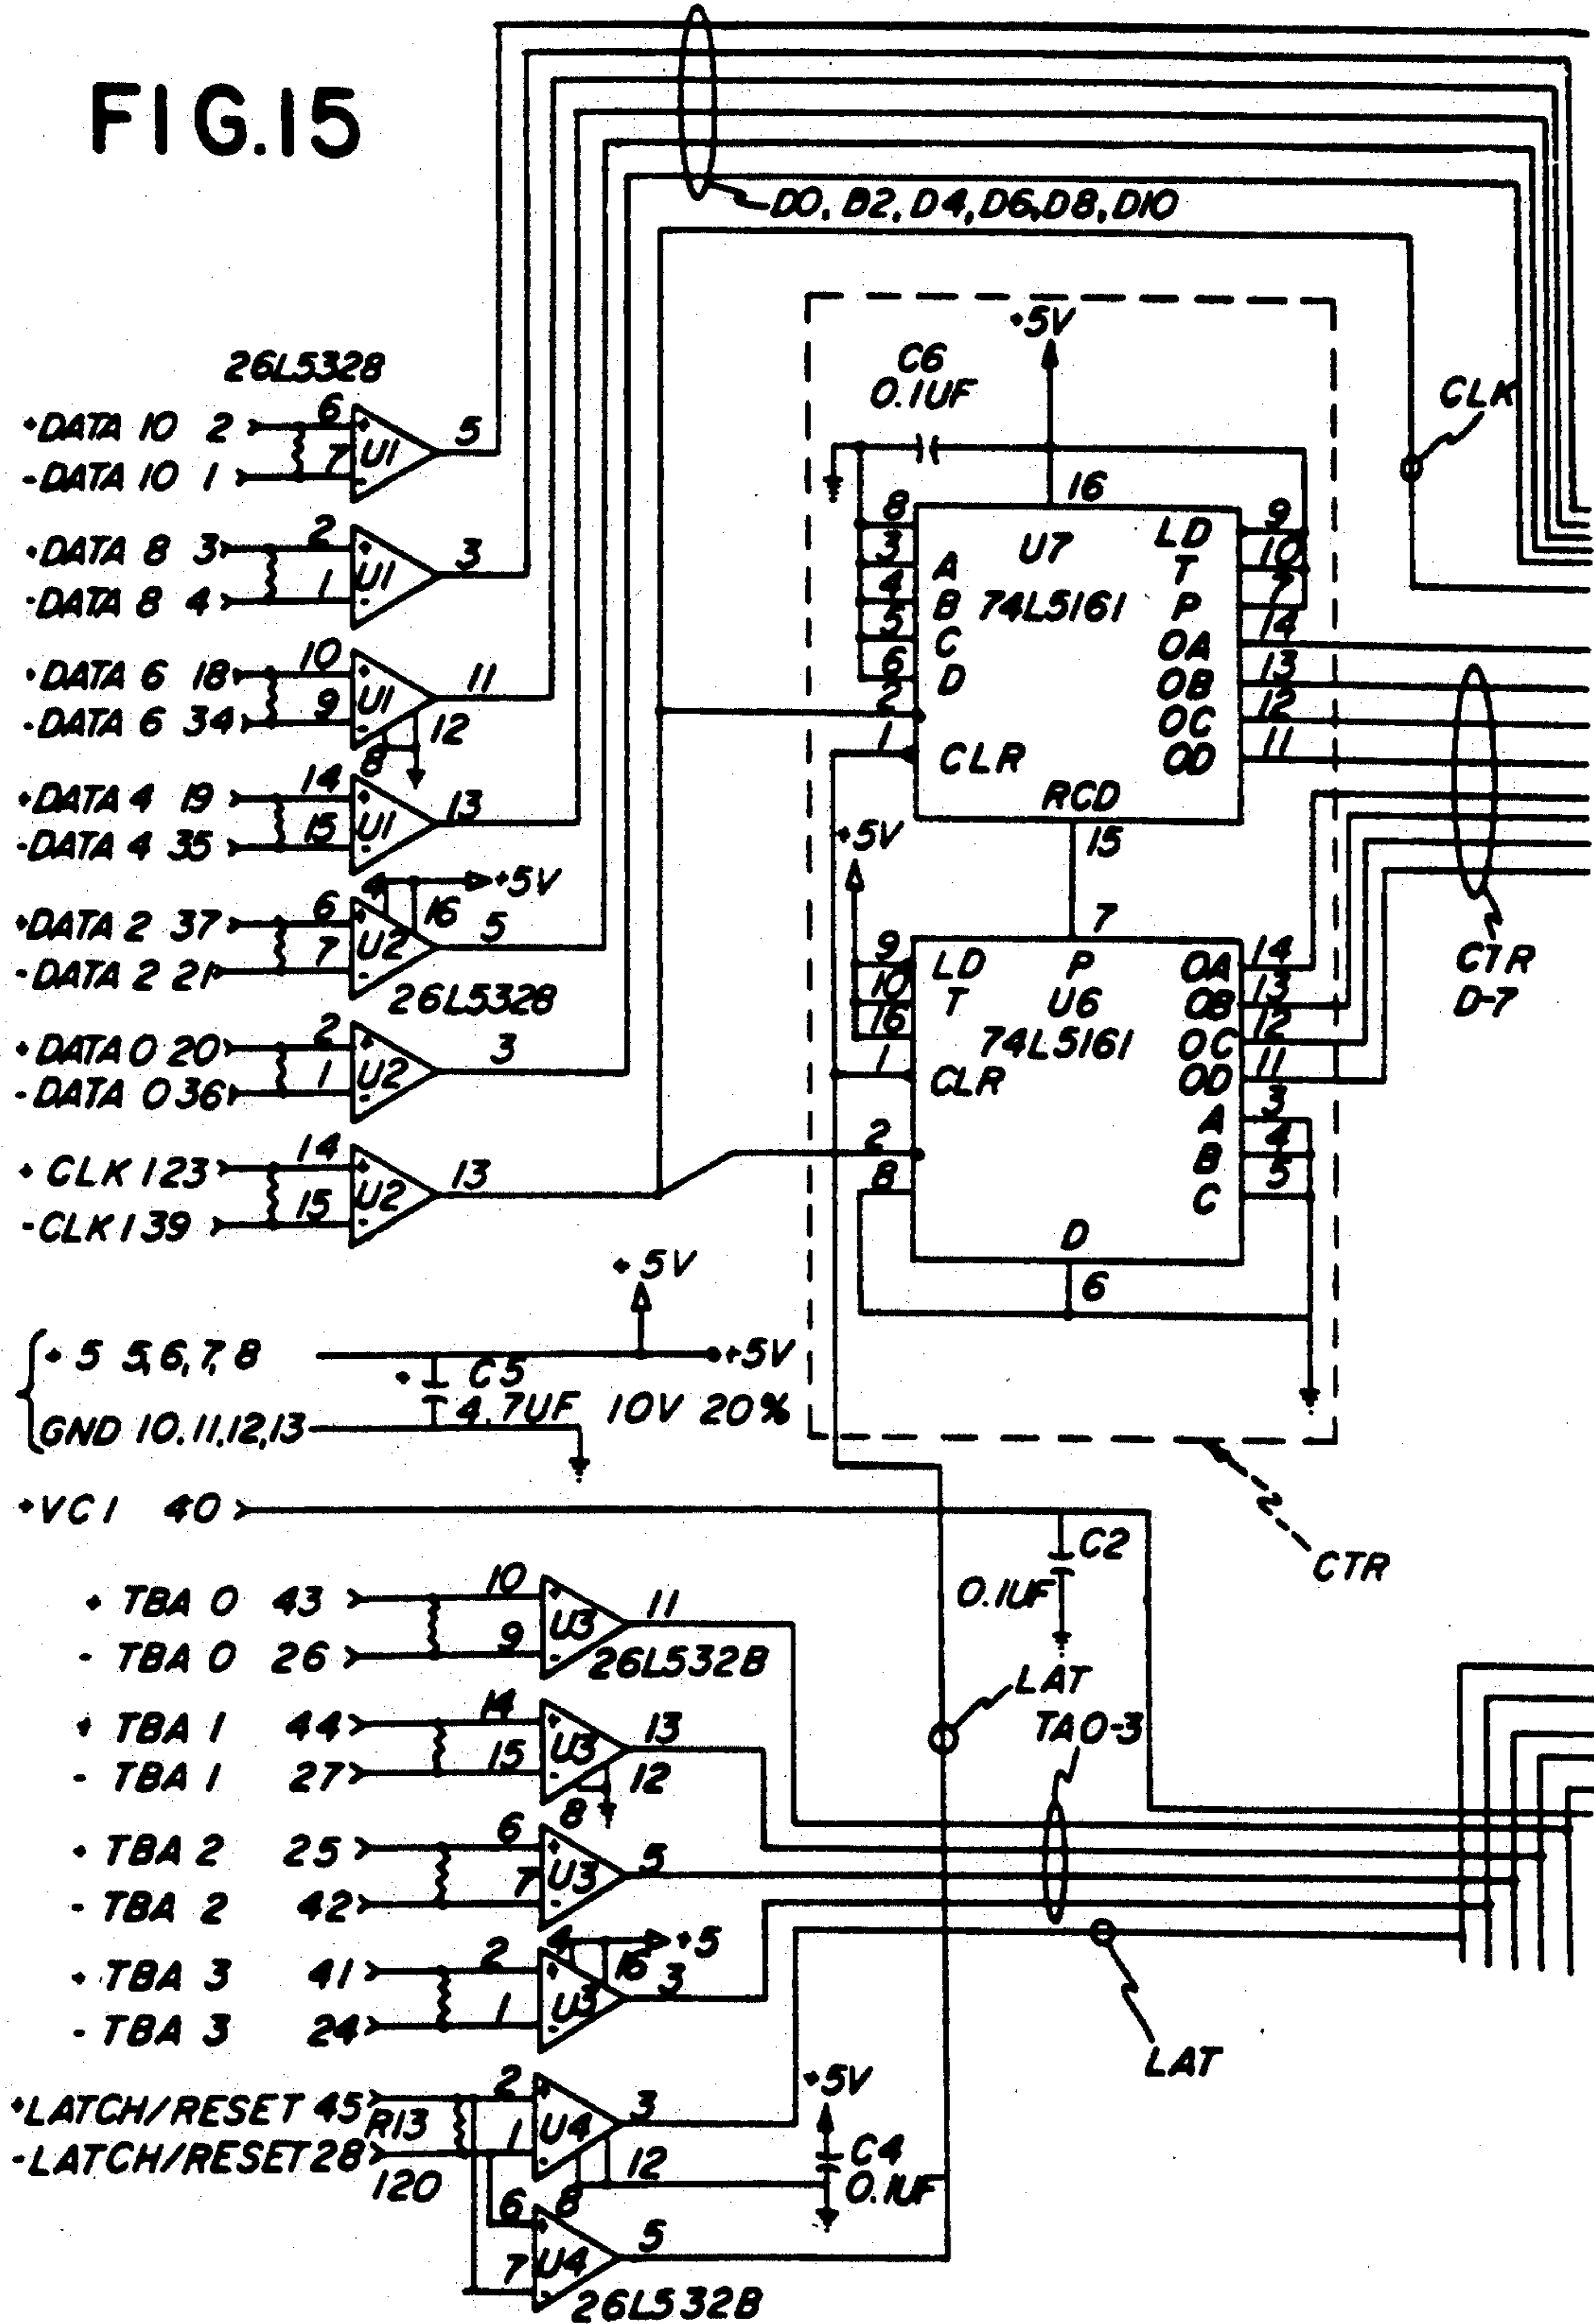 FIG.15
D0, B2, D4, D6, D8, D10
+5V
C6
0.1UF
CLK
26L5328
+DATA 10 2 6 5
-DATA 10 1 7 U1
+DATA 8 3 2 3
-DATA 8 4 1 U1
+DATA 6 18 10 11
-DATA 6 34 9 U1 12
8
+DATA 4 19 14 13
-DATA 4 35 15 U1
4 +5V
16
+DATA 2 37 6 5
-DATA 2 21 7 U2
26L5328
+DATA 0 20 2 3
-DATA 0 36 1 U2
+ CLK 1 23 14 13
-CLK 1 39 15 U2
16
8 U7 LD 9
3 A T 10
4 B 74L5161 P 7
5 C OA 14
6 D OB 13
2 OC 12
1 CLR OD 11
RCD
15
+5V
7
9 LD P OA 14
10 T U6 OB 13
16 74L5161 OC 12
1 CLR OD 11
A 3
2 B 4
8 C 5
D
6
CTR
D-7
+5V
+ 5 5,6,7,8 +5V
+ C5
4.7UF 10V 20%
GND 10,11,12,13
+VC1 40
C2
0.1UF
CTR
+ TBA 0 43 10 11
- TBA 0 26 9 U3
26L532B
LAT
TA0-3
+ TBA 1 44 14 13
- TBA 1 27 15 U3 12
8
+ TBA 2 25 6 5
- TBA 2 42 7 U3
4 +5
16
+ TBA 3 41 2 3
- TBA 3 24 1 U3
LAT
+5V
+LATCH/RESET 45 R13 2 3
-LATCH/RESET 28 1 U4 12
120
C4
0.1UF
8
6 5
7 U4
26L532B